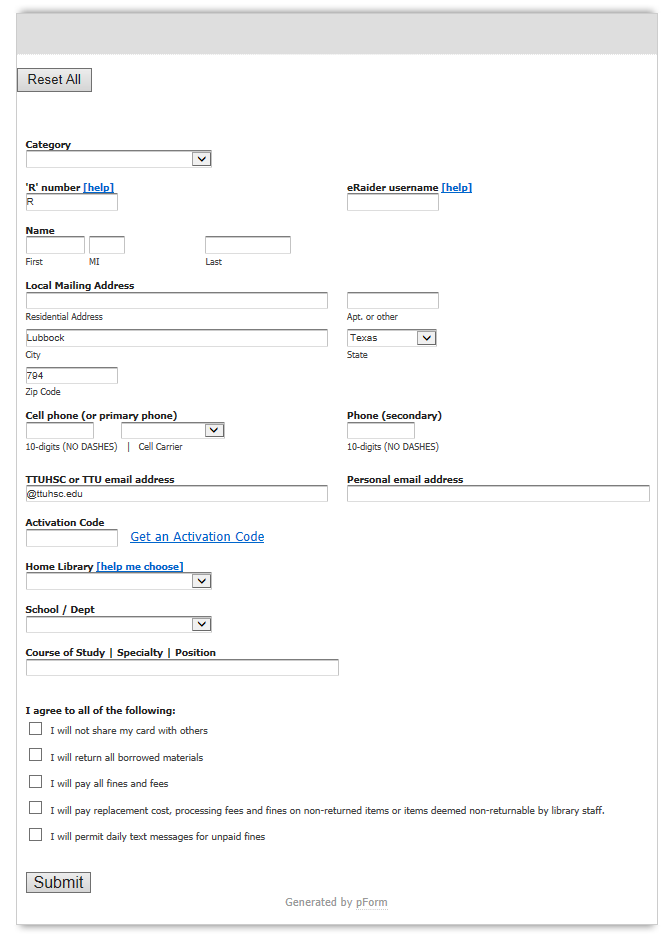 Reset All
Category
'R' number [help] eRaider username [help]
R
Name
First MI Last
Local Mailing Address
Residential Address Apt. or other
Lubbock Texas
City State
794
Zip Code
Cell phone (or primary phone) Phone (secondary)
10-digits (NO DASHES) | Cell Carrier 10-digits (NO DASHES)
TTUHSC or TTU email address Personal email address
@ttuhsc.edu
Activation Code
Get an Activation Code
Home Library [help me choose]
School / Dept
Course of Study | Specialty | Position
I agree to all of the following:
I will not share my card with others
I will return all borrowed materials
I will pay all fines and fees
I will pay replacement cost, processing fees and fines on non-returned items or items deemed non-returnable by library staff.
I will permit daily text messages for unpaid fines
Submit
Generated by pForm